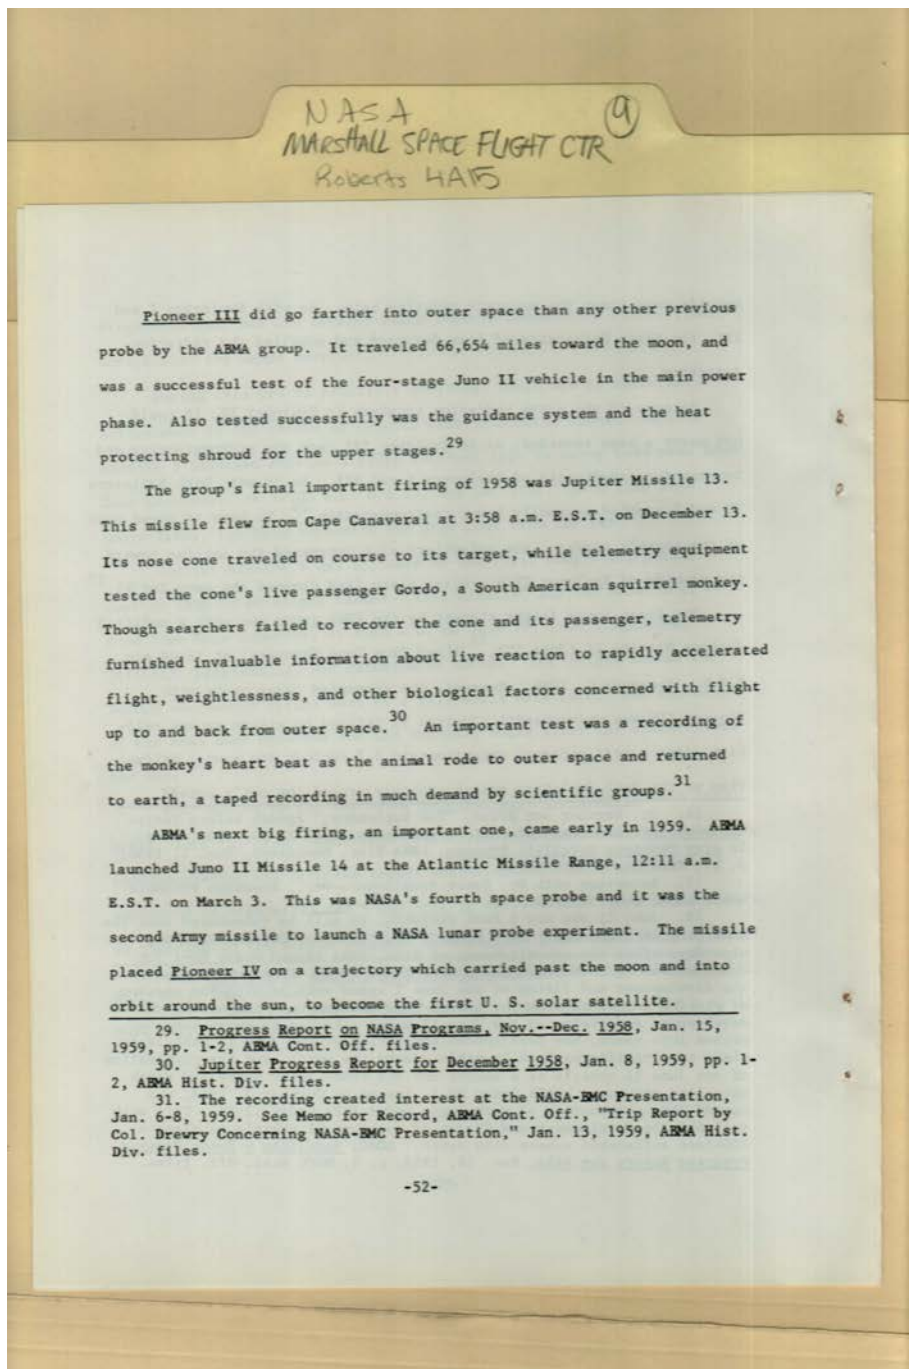 NASA 9
MARSHALL SPACE FLIGHT CTR
Roberts 4A15
Pioneer III did go farther into outer space than any other previous
probe by the ABMA group. It traveled 66,654 miles toward the moon, and
was a successful test of the four-stage Juno II vehicle in the main power
phase. Also tested successfully was the guidance system and the heat
protecting shroud for the upper stages.29
The group's final important firing of 1958 was Jupiter Missile 13.
This missile flew from Cape Canaveral at 3:58 a.m. E.S.T. on December 13.
Its nose cone traveled on course to its target, while telemetry equipment
tested the cone's live passenger Gordo, a South American squirrel monkey.
Though searchers failed to recover the cone and its passenger, telemetry
furnished invaluable information about live reaction to rapidly accelerated
flight, weightlessness, and other biological factors concerned with flight
up to and back from outer space.30 An important test was a recording of
the monkey's heart beat as the animal rode to outer space and returned
to earth, a taped recording in much demand by scientific groups.31
ABMA's next big firing, an important one, came early in 1959. ABMA
launched Juno II Missile 14 at the Atlantic Missile Range, 12:11 a.m.
E.S.T. on March 3. This was NASA's fourth space probe and it was the
second Army missile to launch a NASA lunar probe experiment. The missile
placed Pioneer IV on a trajectory which carried past the moon and into
orbit around the sun, to become the first U. S. solar satellite.
29. Progress Report on NASA Programs, Nov.--Dec. 1958, Jan. 15,
1959, pp. 1-2, ABMA Cont. Off. files.
30. Jupiter Progress Report for December 1958, Jan. 8, 1959, pp. 1-
2, ABMA Hist. Div. files.
31. The recording created interest at the NASA-BMC Presentation,
Jan. 6-8, 1959. See Memo for Record, ABMA Cont. Off., "Trip Report by
Col. Drewry Concerning NASA-BMC Presentation," Jan. 13, 1959, ABMA Hist.
Div. files.
-52-